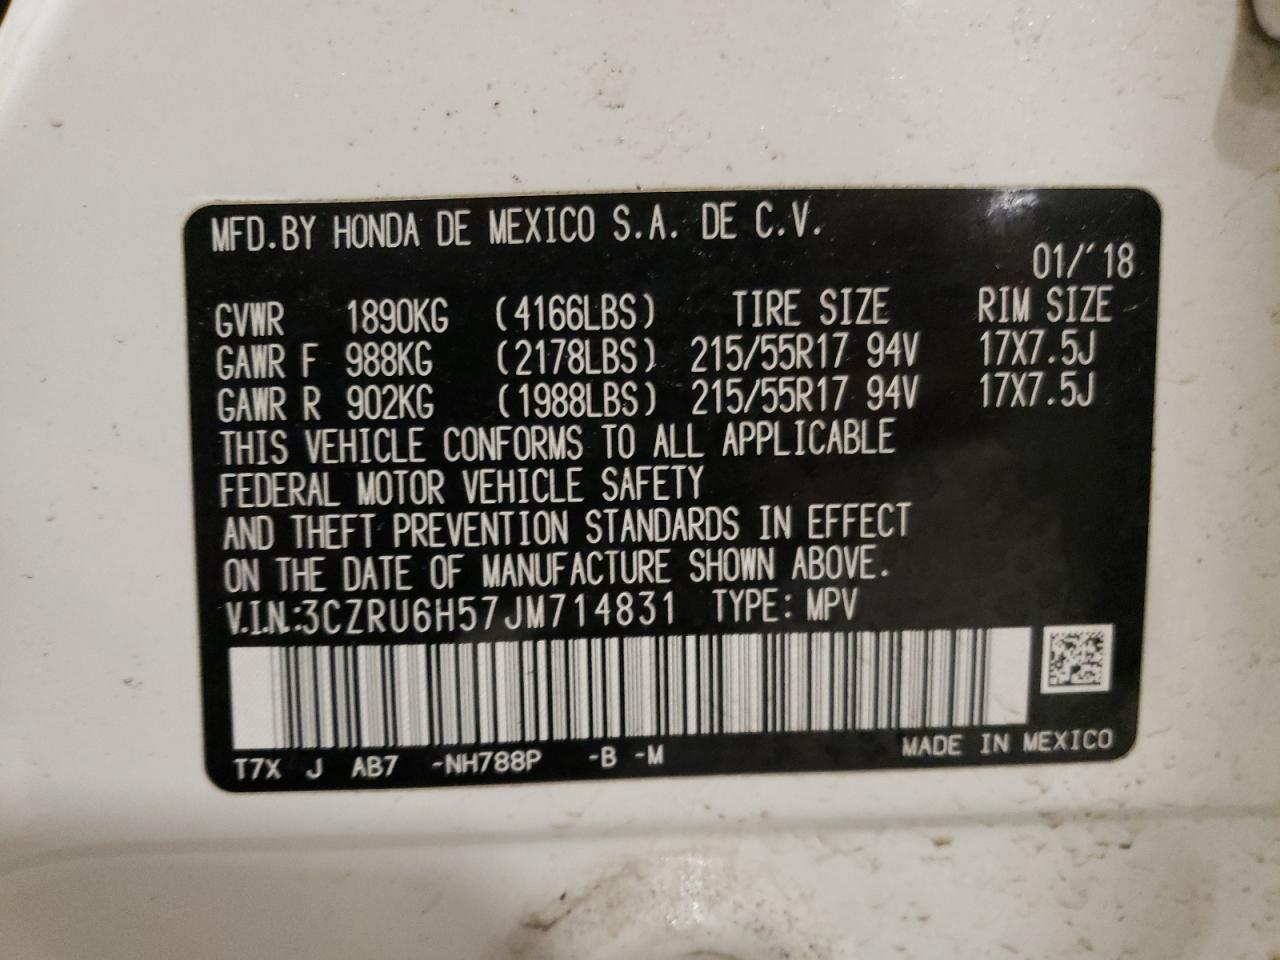 MFD.BY HONDA DE MEXICO S.A. DE C.V.
01/'18
GVWR 1890KG (4166LBS) TIRE SIZE RIM SIZE
GAWR F 988KG (2178LBS) 215/55R17 94V 17X7.5J
GAWR R 902KG (1988LBS) 215/55R17 94V 17X7.5J
THIS VEHICLE CONFORMS TO ALL APPLICABLE
FEDERAL MOTOR VEHICLE SAFETY
AND THEFT PREVENTION STANDARDS IN EFFECT
ON THE DATE OF MANUFACTURE SHOWN ABOVE.
V.I.N.:3CZRU6H57JM714831 TYPE: MPV
T7X J AB7 -NH788P -B -M MADE IN MEXICO